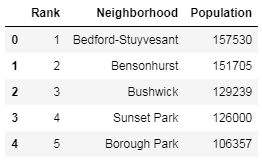 Rank Neighborhood Population
0 1 Bedford-Stuyvesant 157530
1 2 Bensonhurst 151705
2 3 Bushwick 129239
3 4 Sunset Park 126000
4 5 Borough Park 106357